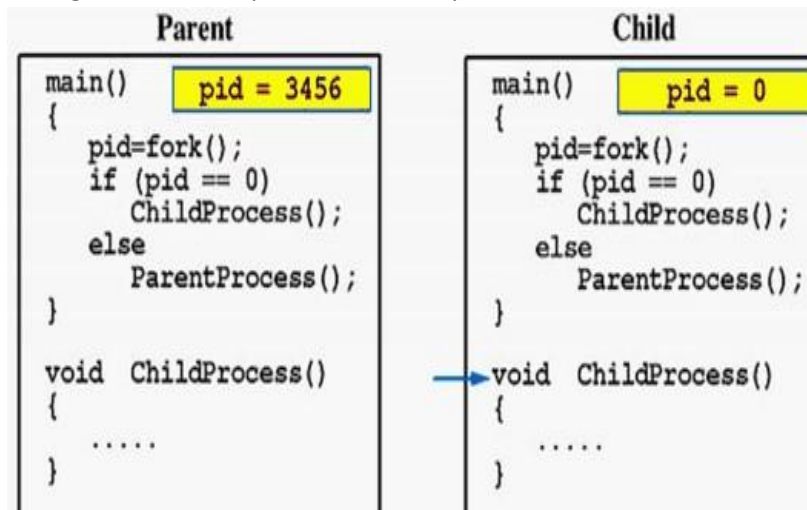 Parent
main()
pid = 3456
{
pid=fork();
if (pid == 0)
ChildProcess();
else
ParentProcess();
}
void ChildProcess()
{
.....
}
Child
main()
pid = 0
{
pid=fork();
if (pid == 0)
ChildProcess();
else
ParentProcess();
}
void ChildProcess()
{
.....
}